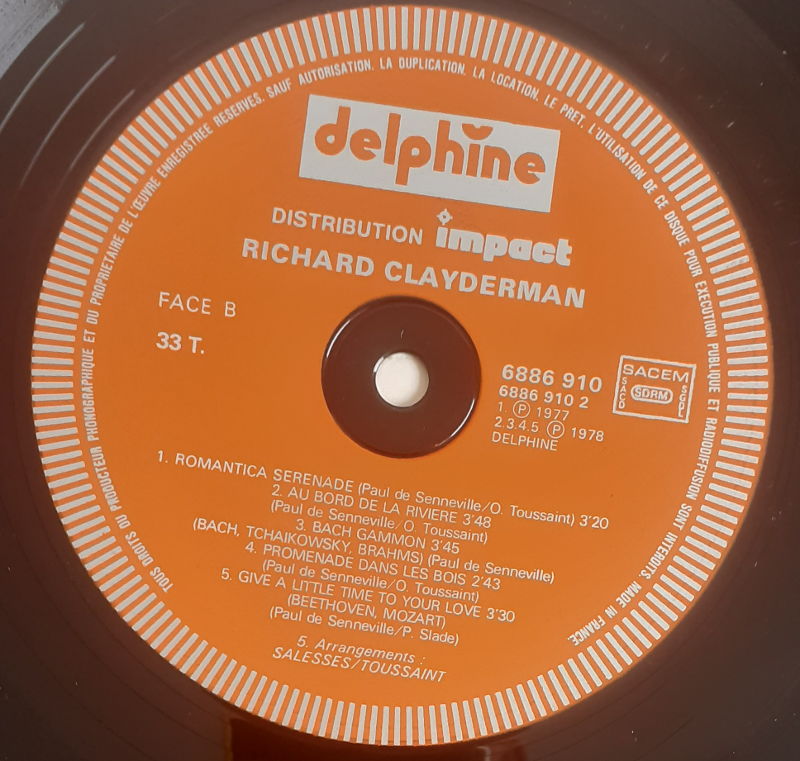 TOUS DROITS DU PRODUCTEUR PHONOGRAPHIQUE ET DU PROPRIETAIRE DE L'ŒUVRE ENREGISTREE RESERVES. SAUF AUTORISATION, LA DUPLICATION, LA LOCATION, LE PRET, L'UTILISATION DE CE DISQUE POUR EXECUTION PUBLIQUE ET RADIODIFFUSION SONT INTERDITS. MADE IN FRANCE.
delphine
DISTRIBUTION impact
RICHARD CLAYDERMAN
FACE B
33 T.
6886 910
6886 910 2
1. Ⓟ 1977
2.3.4.5 Ⓟ 1978
DELPHINE
SACEM
SACD SDRM SGDL
1. ROMANTICA SERENADE (Paul de Senneville/O. Toussaint) 3'20
2. AU BORD DE LA RIVIERE 3'48
(Paul de Senneville/O. Toussaint)
3. BACH GAMMON 3'45
(BACH, TCHAIKOWSKY, BRAHMS) (Paul de Senneville)
4. PROMENADE DANS LES BOIS 2'43
(Paul de Senneville/O. Toussaint)
5. GIVE A LITTLE TIME TO YOUR LOVE 3'30
(BEETHOVEN, MOZART)
(Paul de Senneville/P. Slade)
5. Arrangements :
SALESSES/TOUSSAINT